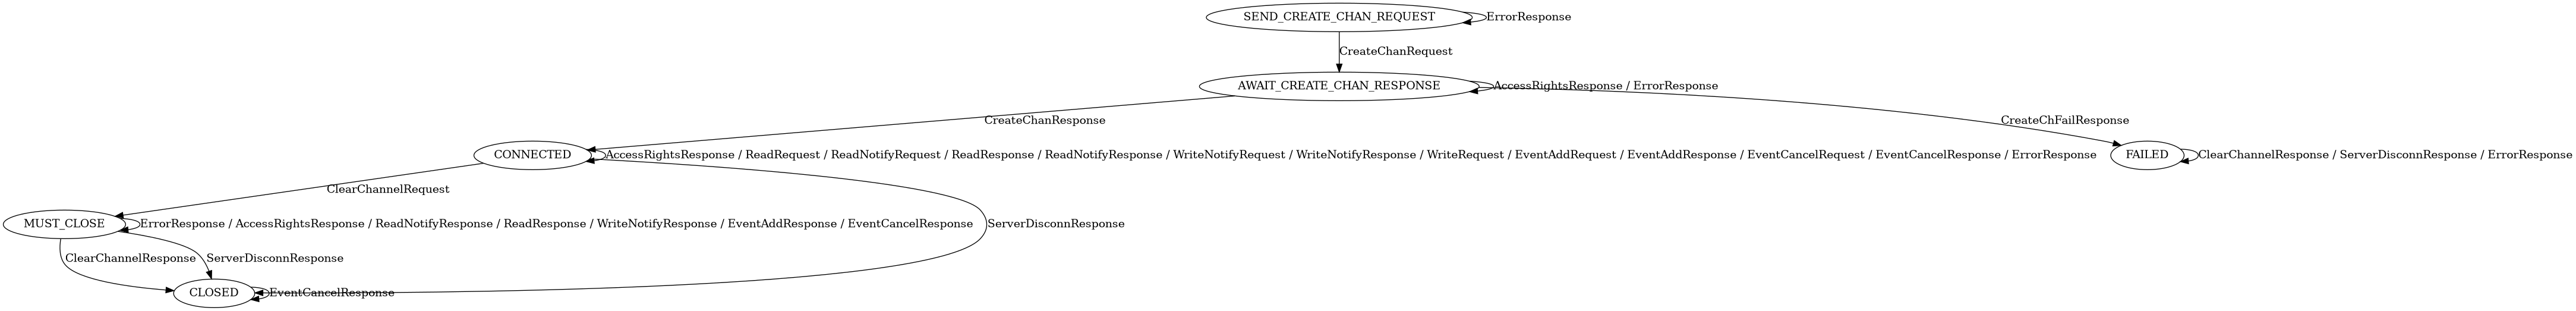 SEND_CREATE_CHAN_REQUEST
ErrorResponse
CreateChanRequest
AWAIT_CREATE_CHAN_RESPONSE
AccessRightsResponse / ErrorResponse
CreateChanResponse
CreateChFailResponse
CONNECTED
AccessRightsResponse / ReadRequest / ReadNotifyRequest / ReadResponse / ReadNotifyResponse / WriteNotifyRequest / WriteNotifyResponse / WriteRequest / EventAddRequest / EventAddResponse / EventCancelRequest / EventCancelResponse / ErrorResponse
FAILED
ClearChannelResponse / ServerDisconnResponse / ErrorResponse
ClearChannelRequest
MUST_CLOSE
ErrorResponse / AccessRightsResponse / ReadNotifyResponse / ReadResponse / WriteNotifyResponse / EventAddResponse / EventCancelResponse
ServerDisconnResponse
ClearChannelResponse
ServerDisconnResponse
CLOSED
EventCancelResponse